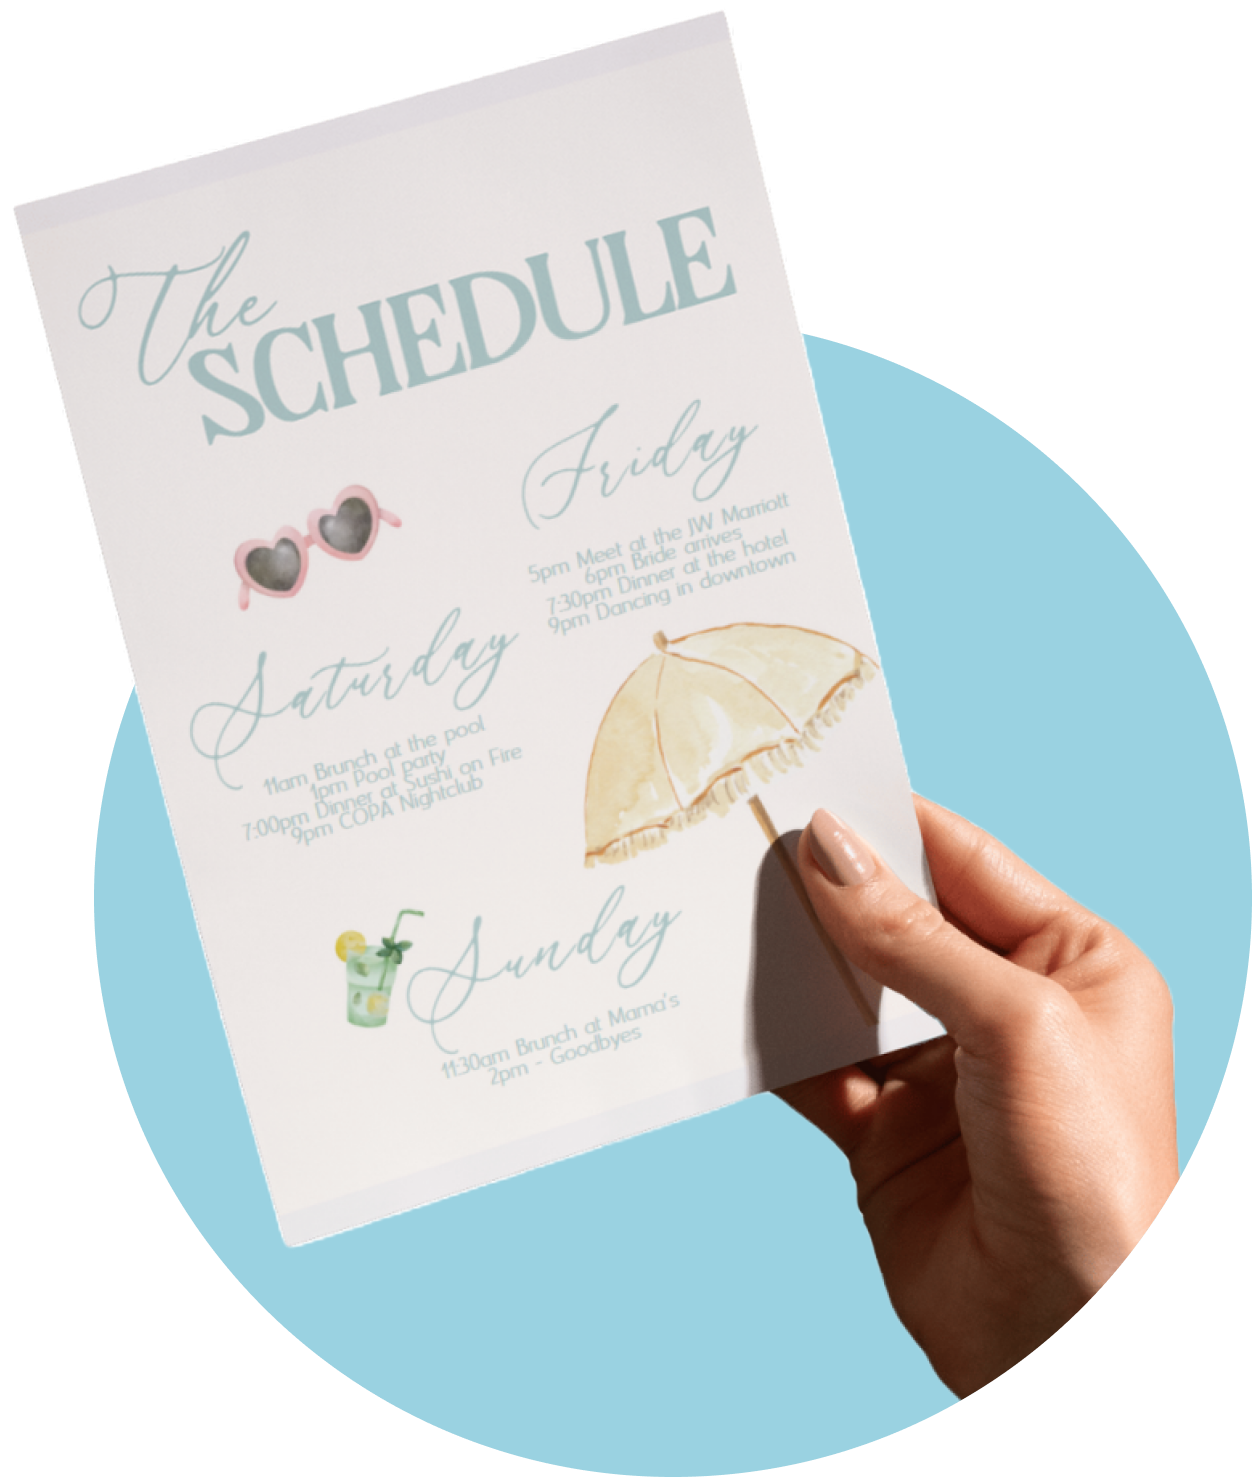 The
SCHEDULE
Friday
5pm Meet at the JW Marriott
6pm Bride arrives
7:30pm Dinner at the hotel
9pm Dancing in downtown
Saturday
11am Brunch at the pool
1pm Pool party
7:00pm Dinner at Sushi on Fire
9pm COPA Nightclub
Sunday
11:30am Brunch at Mama's
2pm - Goodbyes